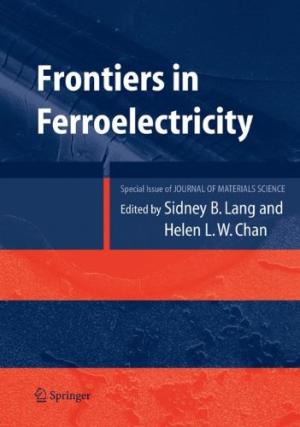 Frontiers in
Ferroelectricity
Special Issue of JOURNAL OF MATERIALS SCIENCE
Edited by Sidney B. Lang and
Helen L. W. Chan
Springer